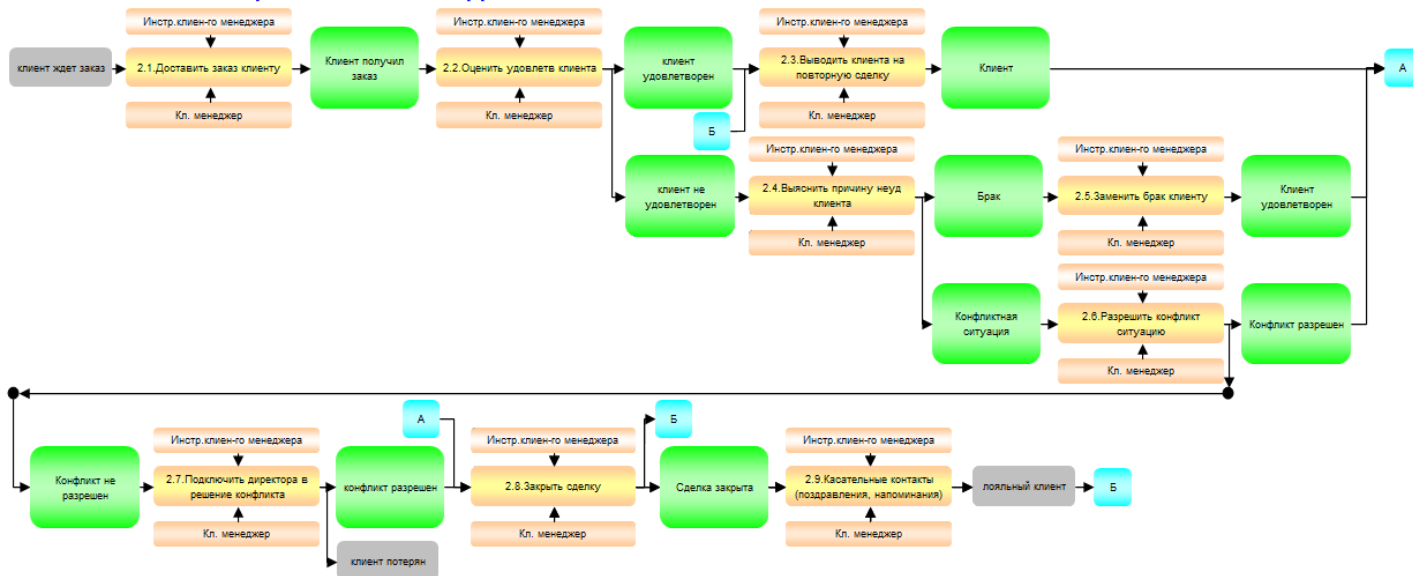 Инстр.клиен-го менеджера
Инстр.клиен-го менеджера
Инстр.клиен-го менеджера
клиент ждет заказ
2.1.Доставить заказ клиенту
Клиент получил
заказ
2.2.Оценить удовлетв клиента
клиент
удовлетворен
2.3.Выводить клиента на
повторную сделку
Клиент
А
Кл. менеджер
Кл. менеджер
Кл. менеджер
Б
Инстр.клиен-го менеджера
Инстр.клиен-го менеджера
клиент не
удовлетворен
2.4.Выяснить причину неуд
клиента
Брак
2.5.Заменить брак клиенту
Клиент
удовлетворен
Кл. менеджер
Кл. менеджер
Инстр.клиен-го менеджера
Конфликтная
ситуация
2.6.Разрешить конфликт
ситуацию
Конфликт разрешен
Кл. менеджер
А
Б
Инстр.клиен-го менеджера
Инстр.клиен-го менеджера
Инстр.клиен-го менеджера
Конфликт не
разрешен
2.7.Подключить директора в
решение конфликта
конфликт разрешен
2.8.Закрыть сделку
Сделка закрыта
2.9.Касательные контакты
(поздравления, напоминания)
лояльный клиент
Б
Кл. менеджер
Кл. менеджер
Кл. менеджер
клиент потерян